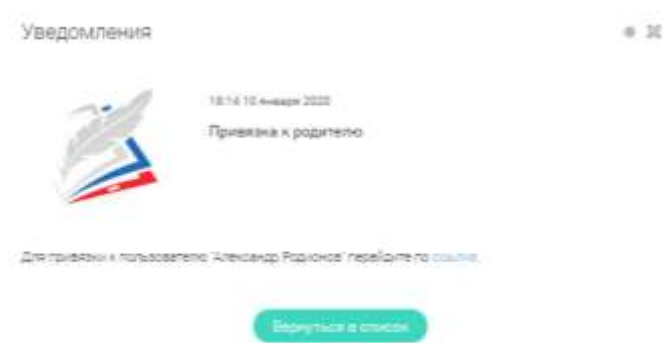 Уведомления
18:14 10 января 2020
Привязка к родителю
Для привязки к пользователю "Александр Родионов" перейдите по ссылке.
Вернуться в список